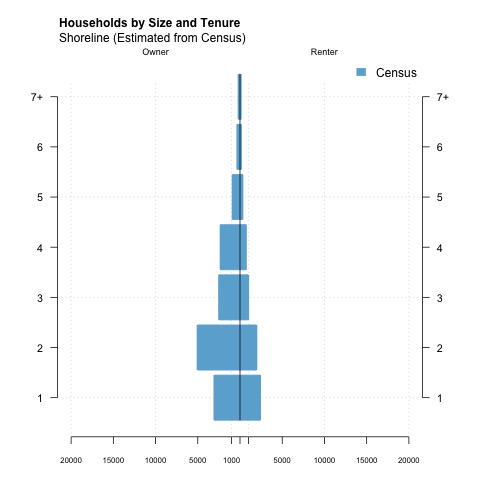 Households by Size and Tenure
Shoreline (Estimated from Census)
Owner Renter
Census
7+ 7+
6 6
5 5
4 4
3 3
2 2
1 1
20000 15000 10000 5000 1000 5000 10000 15000 20000